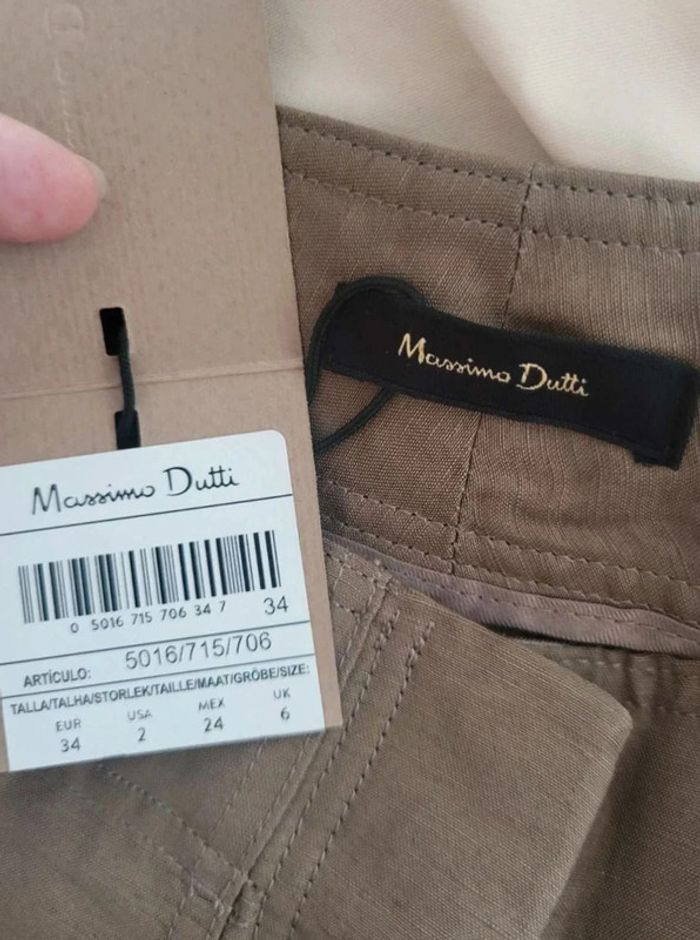 Massimo Dutti
Massimo Dutti
0 5016 715 706 34 7
34
ARTÍCULO: 5016/715/706
TALLA/TALHA/STORLEK/TAILLE/MAAT/GRÖBE/SIZE:
EUR USA MEX UK
34 2 24 6